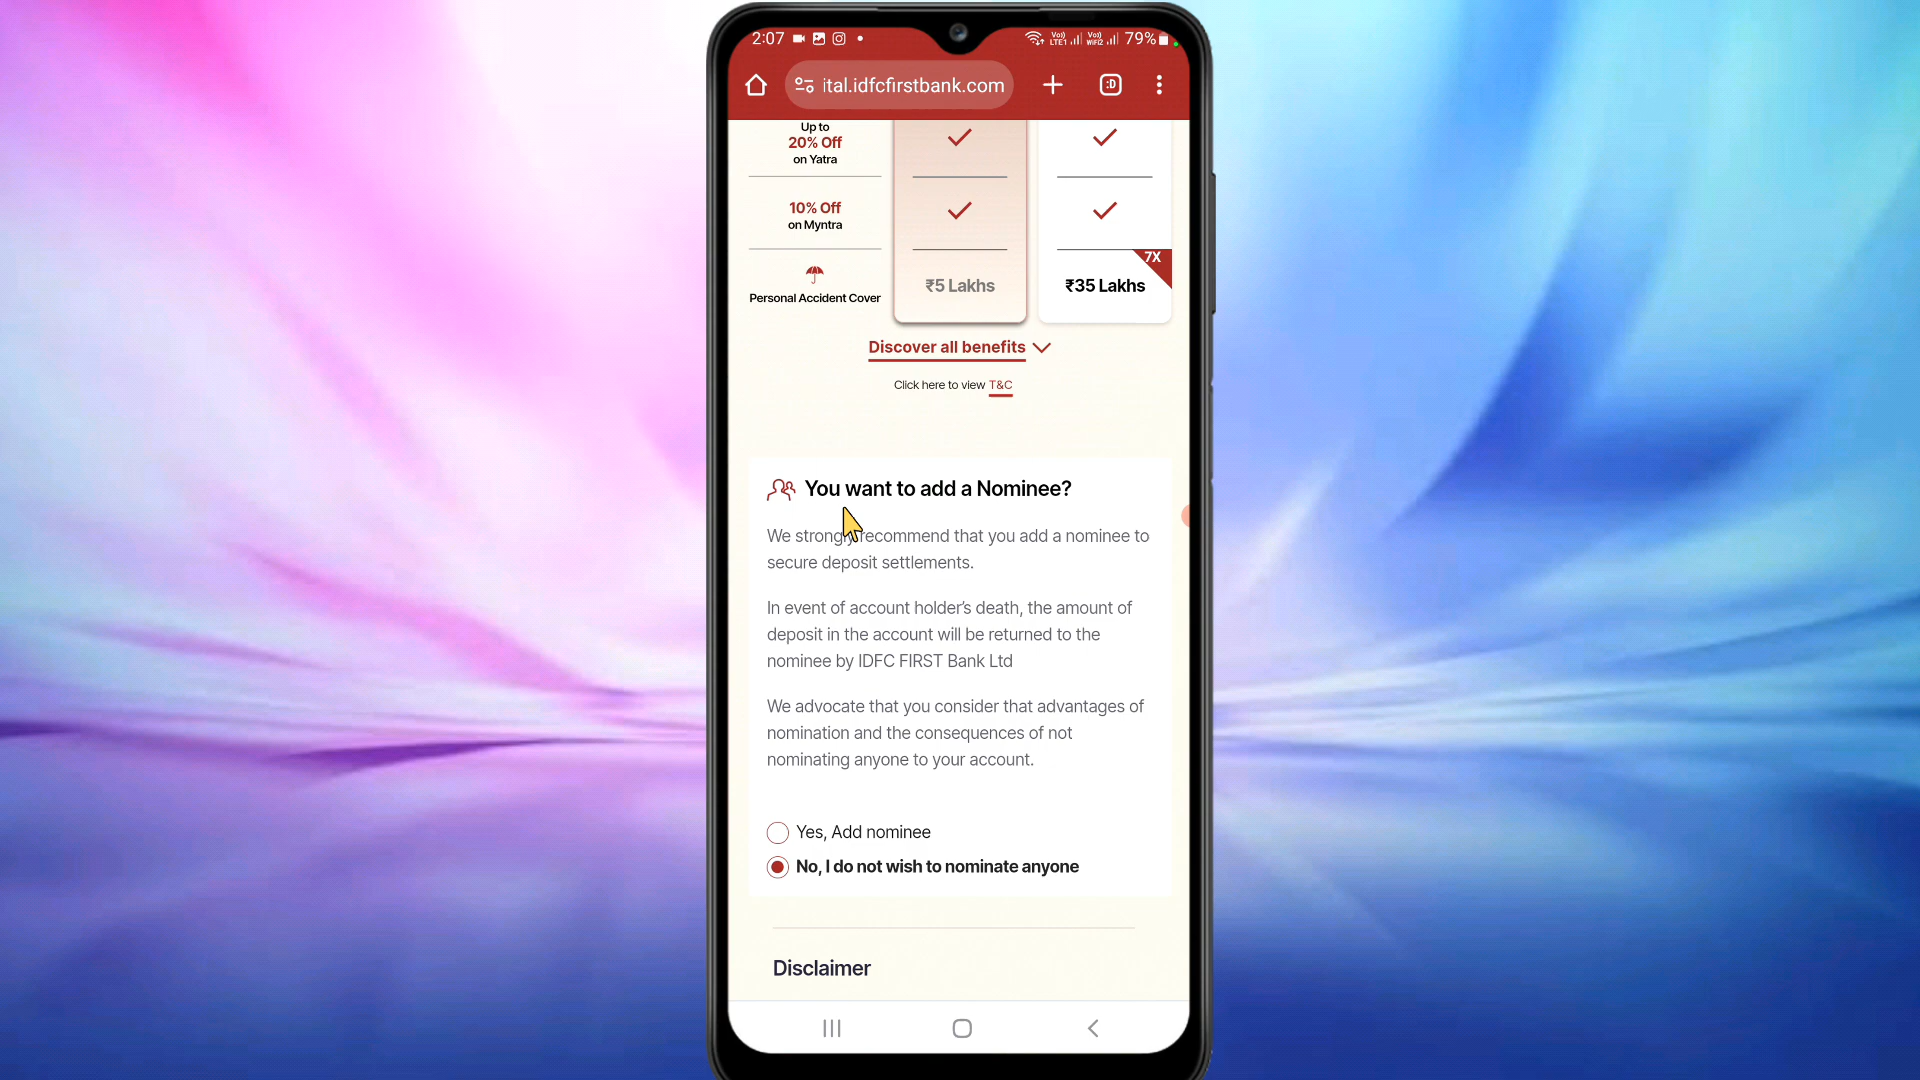 2:07
Vo)) LTE1
Vo)) WiFi2
79%
ital.idfcfirstbank.com
:D
Up to
20% Off
on Yatra
10% Off
on Myntra
7X
Personal Accident Cover
₹5 Lakhs
₹35 Lakhs
Discover all benefits
Click here to view T&C
You want to add a Nominee?
We strongly recommend that you add a nominee to
secure deposit settlements.
In event of account holder’s death, the amount of
deposit in the account will be returned to the
nominee by IDFC FIRST Bank Ltd
We advocate that you consider that advantages of
nomination and the consequences of not
nominating anyone to your account.
Yes, Add nominee
No, I do not wish to nominate anyone
Disclaimer